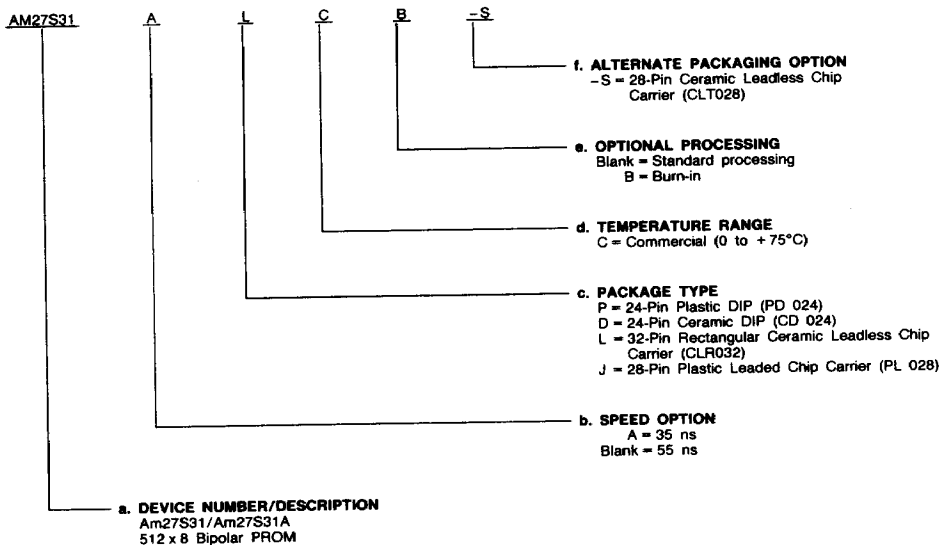 AM27S31 A L C B -S
f. ALTERNATE PACKAGING OPTION
-S = 28-Pin Ceramic Leadless Chip
Carrier (CLT028)
e. OPTIONAL PROCESSING
Blank = Standard processing
B = Burn-in
d. TEMPERATURE RANGE
C = Commercial (0 to +75°C)
c. PACKAGE TYPE
P = 24-Pin Plastic DIP (PD 024)
D = 24-Pin Ceramic DIP (CD 024)
L = 32-Pin Rectangular Ceramic Leadless Chip
Carrier (CLR032)
J = 28-Pin Plastic Leaded Chip Carrier (PL 028)
b. SPEED OPTION
A = 35 ns
Blank = 55 ns
a. DEVICE NUMBER/DESCRIPTION
Am27S31/Am27S31A
512 x 8 Bipolar PROM